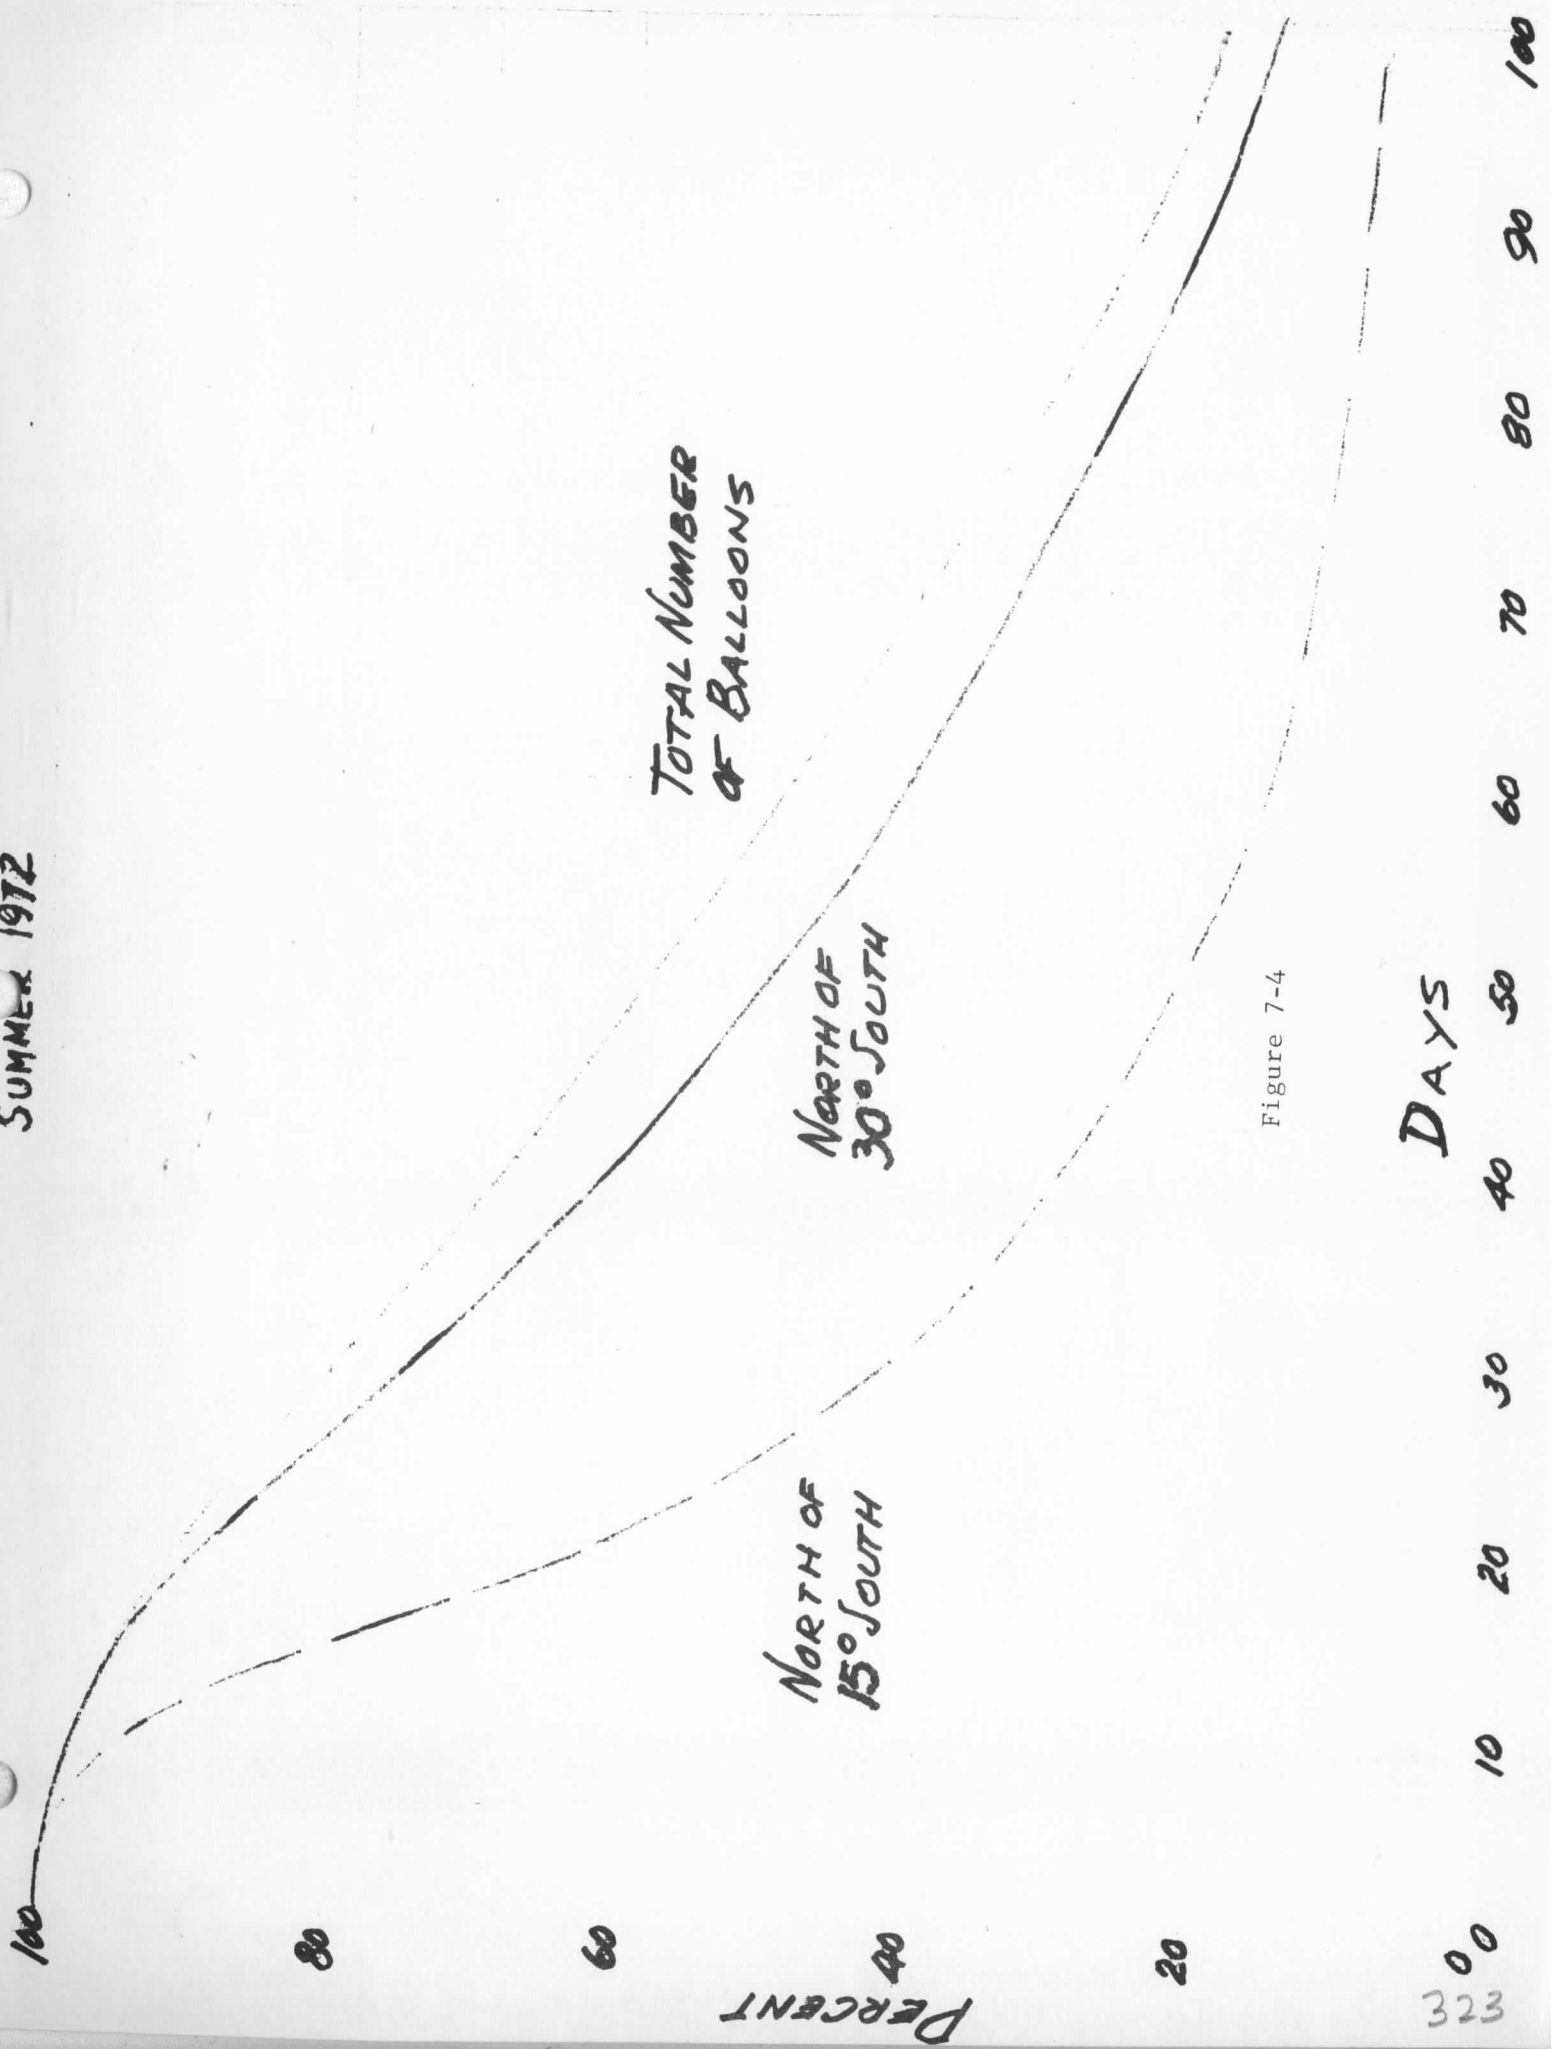 SUMMER 1972
100
80
60
40
20
0
PERCENT
TOTAL NUMBER
OF BALLOONS
NORTH OF
30° SOUTH
NORTH OF
15° SOUTH
Figure 7-4
DAYS
0 10 20 30 40 50 60 70 80 90 100
323